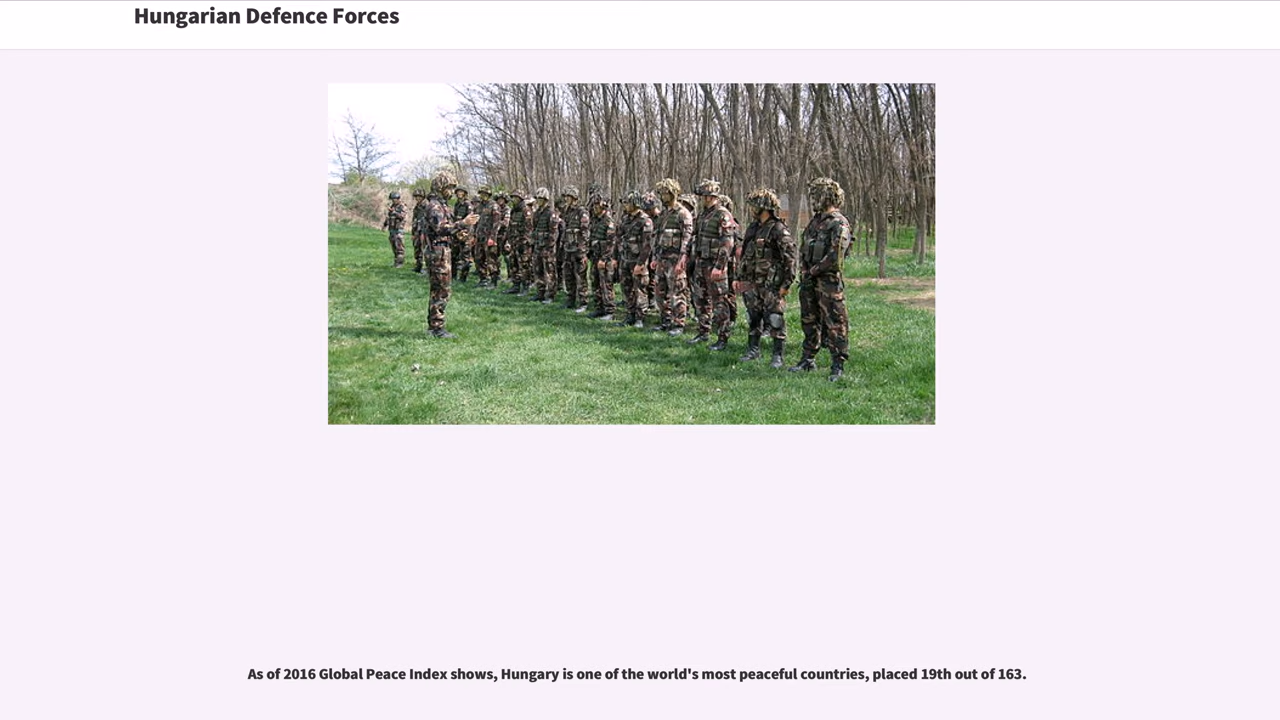 Hungarian Defence Forces
As of 2016 Global Peace Index shows, Hungary is one of the world's most peaceful countries, placed 19th out of 163.